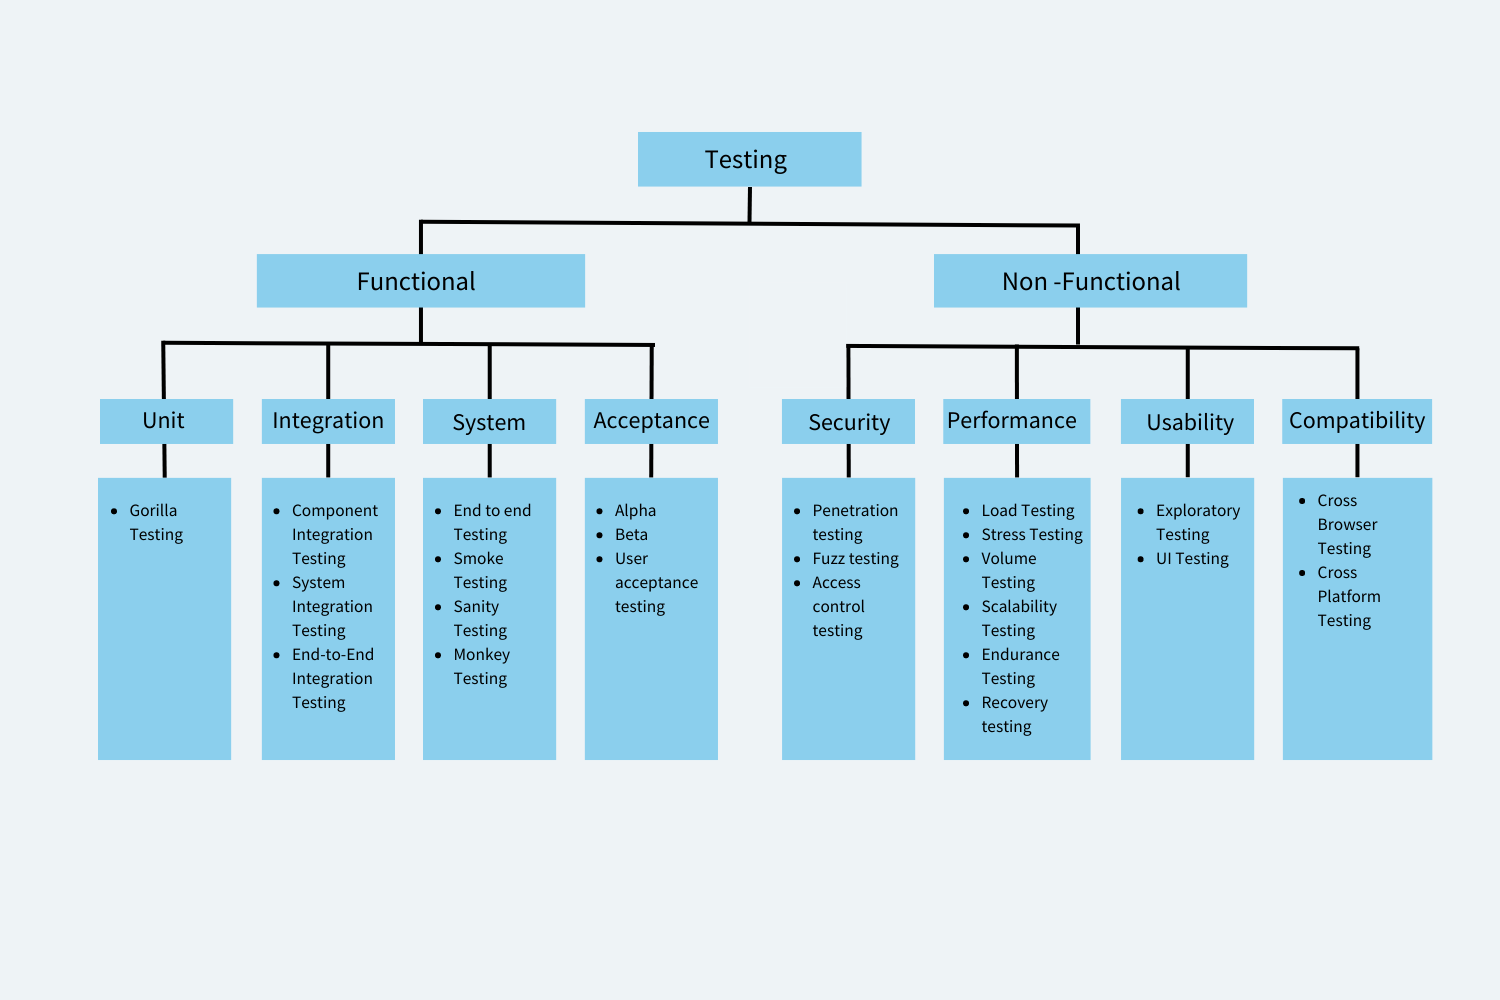 Testing
Functional
Non -Functional
Unit
Integration
System
Acceptance
Security
Performance
Usability
Compatibility
• Gorilla
Testing
• Component
Integration
Testing
• System
Integration
Testing
• End-to-End
Integration
Testing
• End to end
Testing
• Smoke
Testing
• Sanity
Testing
• Monkey
Testing
• Alpha
• Beta
• User
acceptance
testing
• Penetration
testing
• Fuzz testing
• Access
control
testing
• Load Testing
• Stress Testing
• Volume
Testing
• Scalability
Testing
• Endurance
Testing
• Recovery
testing
• Exploratory
Testing
• UI Testing
• Cross
Browser
Testing
• Cross
Platform
Testing